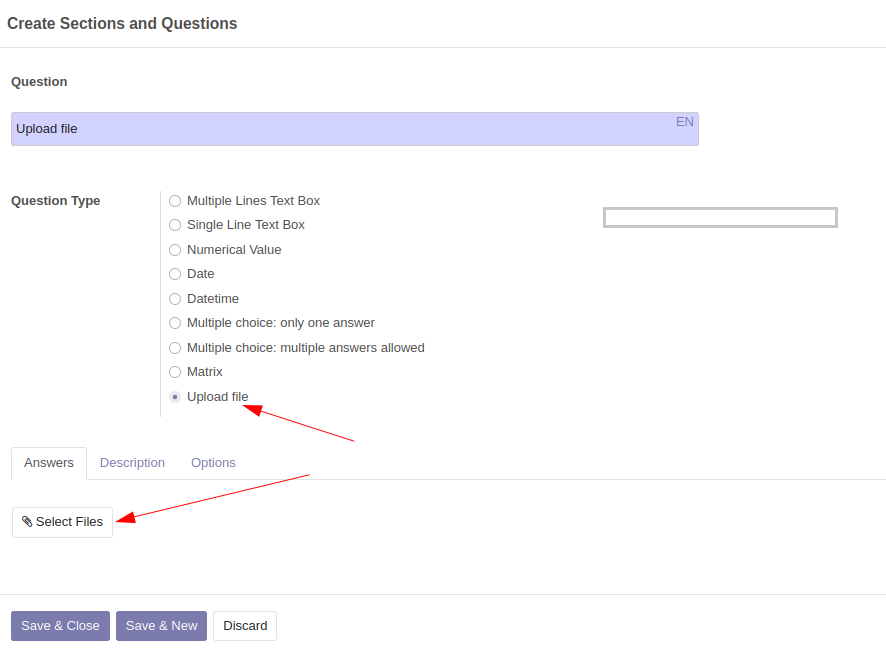 Create Sections and Questions
Question
Upload file EN
Question Type
Multiple Lines Text Box
Single Line Text Box
Numerical Value
Date
Datetime
Multiple choice: only one answer
Multiple choice: multiple answers allowed
Matrix
Upload file
Answers Description Options
Select Files
Save & Close Save & New Discard